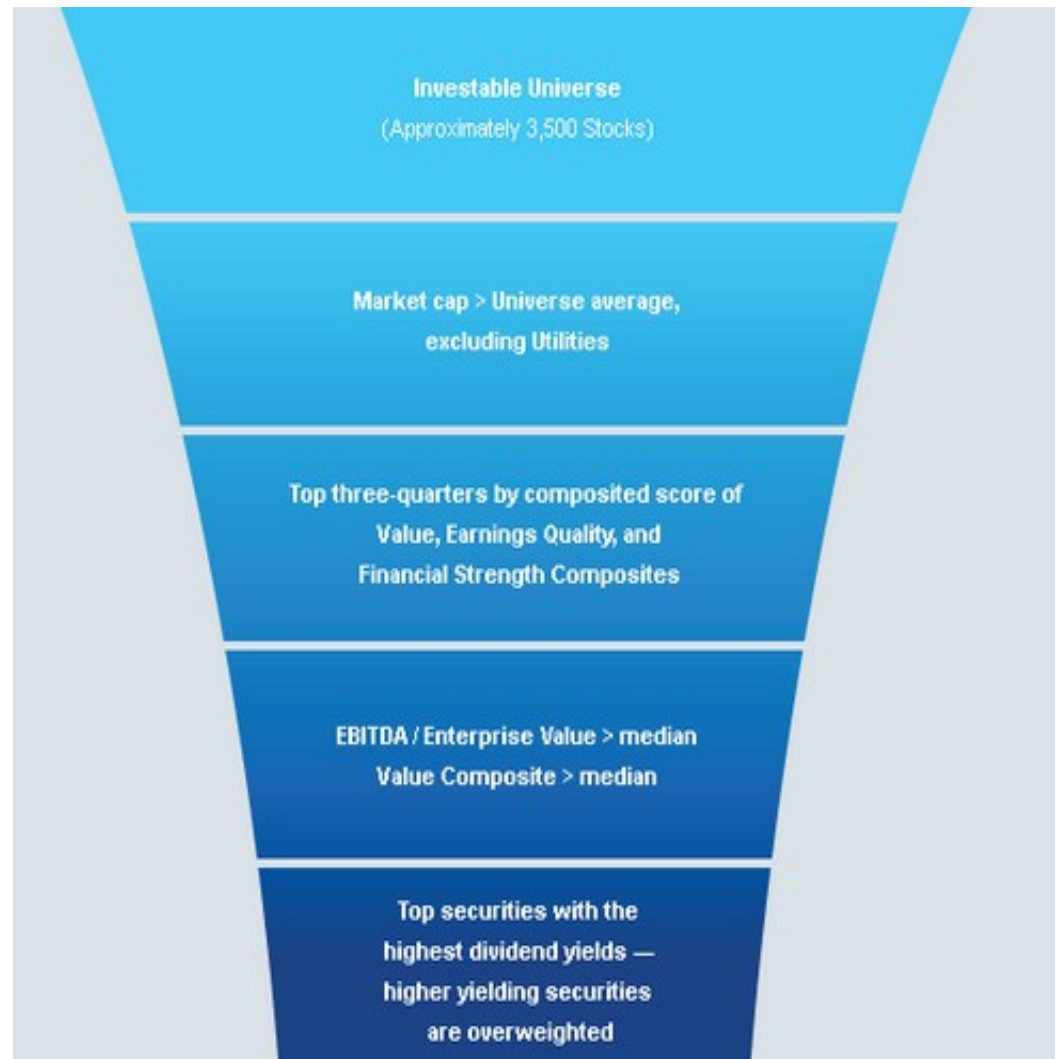 Investable Universe
(Approximately 3,500 Stocks)
Market cap > Universe average,
excluding Utilities
Top three-quarters by composited score of
Value, Earnings Quality, and
Financial Strength Composites
EBITDA / Enterprise Value > median
Value Composite > median
Top securities with the
highest dividend yields —
higher yielding securities
are overweighted